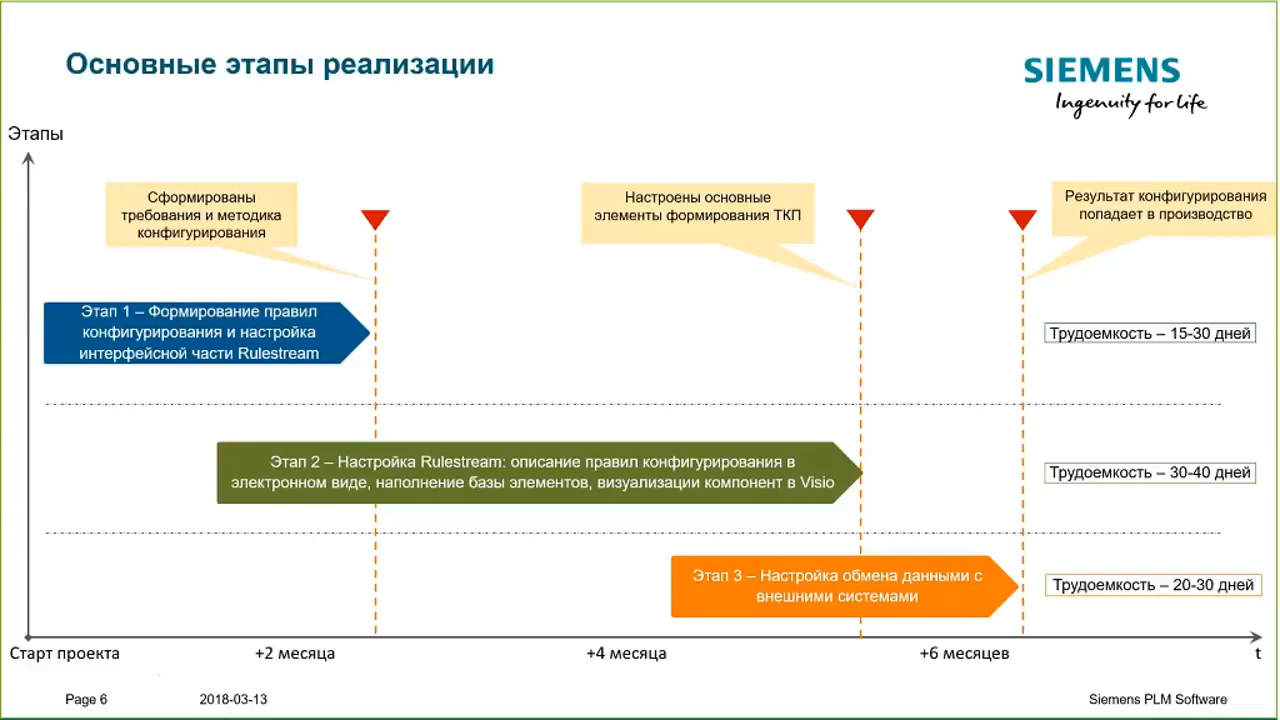 Основные этапы реализации
SIEMENS
Ingenuity for life
Этапы
Сформированы
требования и методика
конфигурирования
Настроены основные
элементы формирования ТКП
Результат конфигурирования
попадает в производство
Этап 1 – Формирование правил
конфигурирования и настройка
интерфейсной части Rulestream
Трудоемкость – 15-30 дней
Этап 2 – Настройка Rulestream: описание правил конфигурирования в
электронном виде, наполнение базы элементов, визуализации компонент в Visio
Трудоемкость – 30-40 дней
Этап 3 – Настройка обмена данными с
внешними системами
Трудоемкость – 20-30 дней
Старт проекта
+2 месяца
+4 месяца
+6 месяцев
t
Page 6
2018-03-13
Siemens PLM Software